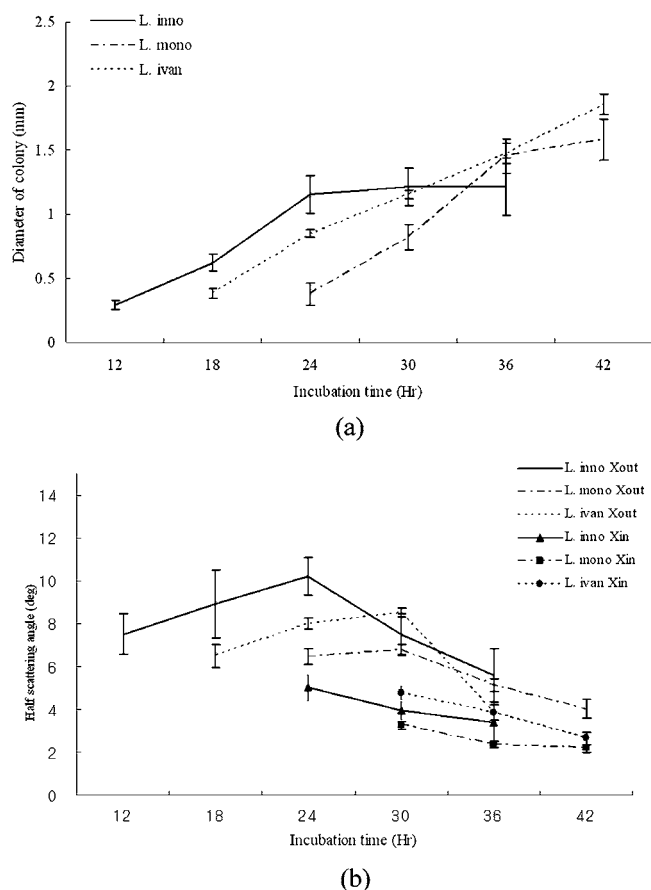 L. inno
L. mono
L. ivan
Diameter of colony (mm)
2.5
2
1.5
1
0.5
0
12 18 24 30 36 42
Incubation time (Hr)
(a)
L. inno Xout
L. mono Xout
L. ivan Xout
L. inno Xin
L. mono Xin
L. ivan Xin
Half scattering angle (deg)
14
12
10
8
6
4
2
0
12 18 24 30 36 42
Incubation time (Hr)
(b)